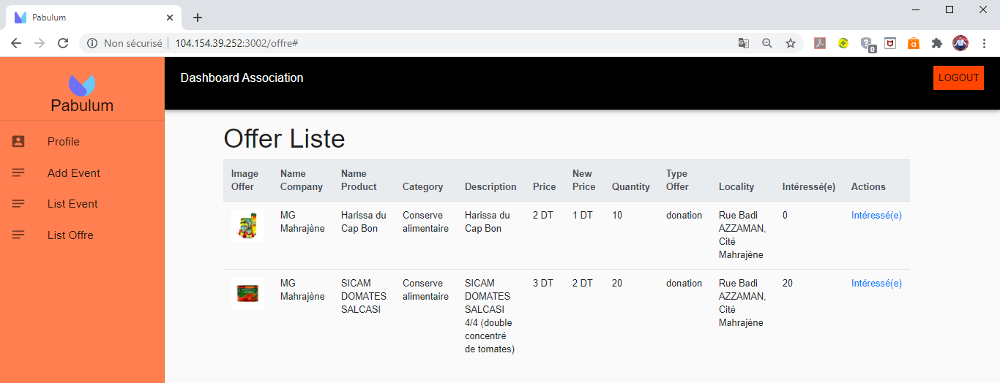 Pabulum
Non sécurisé
104.154.39.252:3002/offre#
0
a
Pabulum
Profile
Add Event
List Event
List Offre
Dashboard Association
LOGOUT
Offer Liste
Image Offer Name Company Name Product Category Description Price New Price Quantity Type Offer Locality Intéressé(e) Actions
MG Harissa du Conserve Harissa du 2 DT 1 DT 10 donation Rue Badi 0 Intéressé(e)
Mahrajène Cap Bon alimentaire Cap Bon AZZAMAN,
Cité
Mahrajène
MG SICAM Conserve SICAM 3 DT 2 DT 20 donation Rue Badi 20 Intéressé(e)
Mahrajène DOMATES alimentaire DOMATES AZZAMAN,
SALCASI SALCASI Cité
4/4 (double Mahrajène
concentré
de tomates)